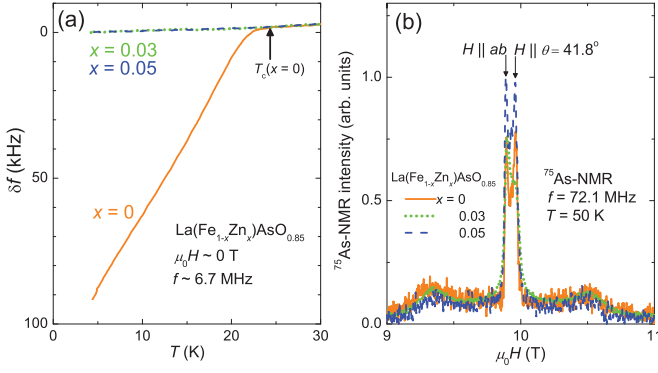 (a)
0
50
100
δf (kHz)
x = 0.03
x = 0.05
Tc(x = 0)
x = 0
La(Fe1-xZnx)AsO0.85
μ0H ~ 0 T
f ~ 6.7 MHz
0 10 20 30
T (K)
(b)
H || ab H || θ = 41.8°
1.0
0.5
0.0
75As-NMR intensity (arb. units)
La(Fe1-xZnx)AsO0.85
x = 0
0.03
0.05
75As-NMR
f = 72.1 MHz
T = 50 K
9 10 11
μ0H (T)